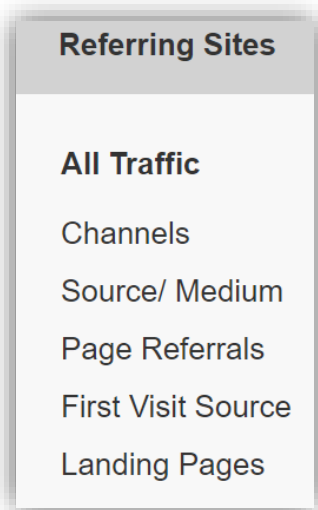 Referring Sites
All Traffic
Channels
Source/ Medium
Page Referrals
First Visit Source
Landing Pages